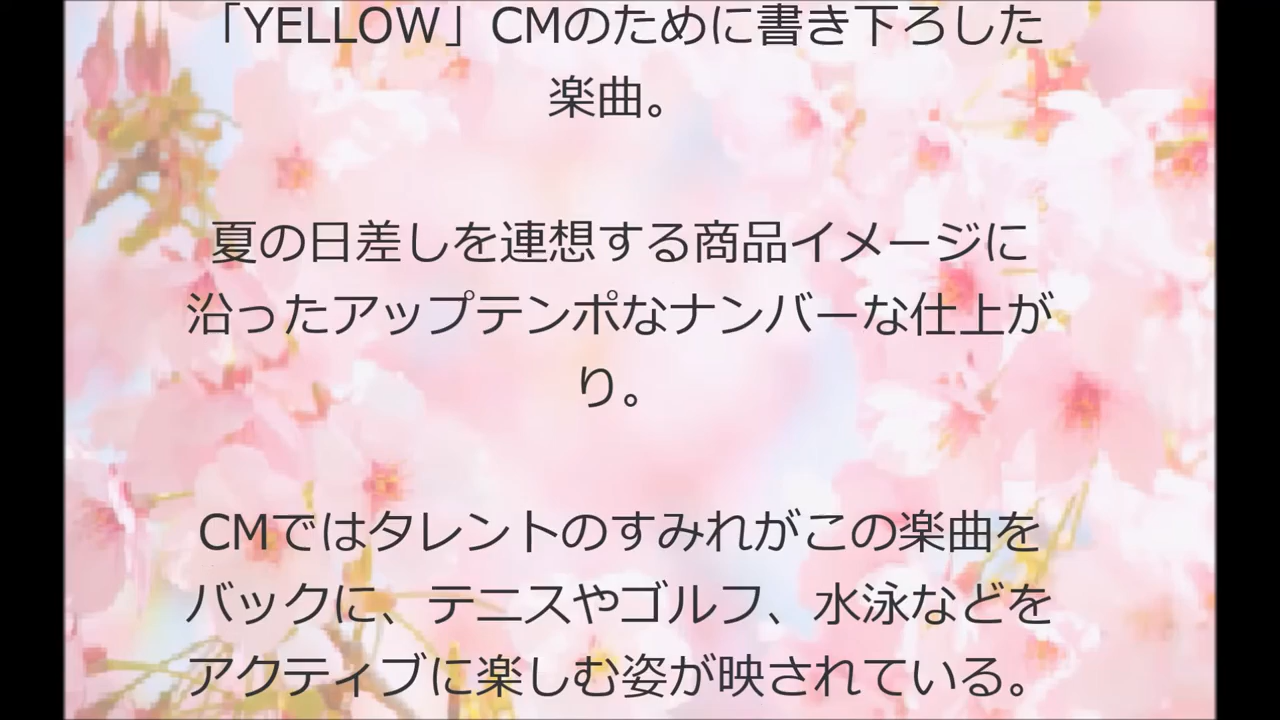 「YELLOW」CMのために書き下ろした
楽曲。
夏の日差しを連想する商品イメージに
沿ったアップテンポなナンバーな仕上が
り。
CMではタレントのすみれがこの楽曲を
バックに、テニスやゴルフ、水泳などを
アクティブに楽しむ姿が映されている。